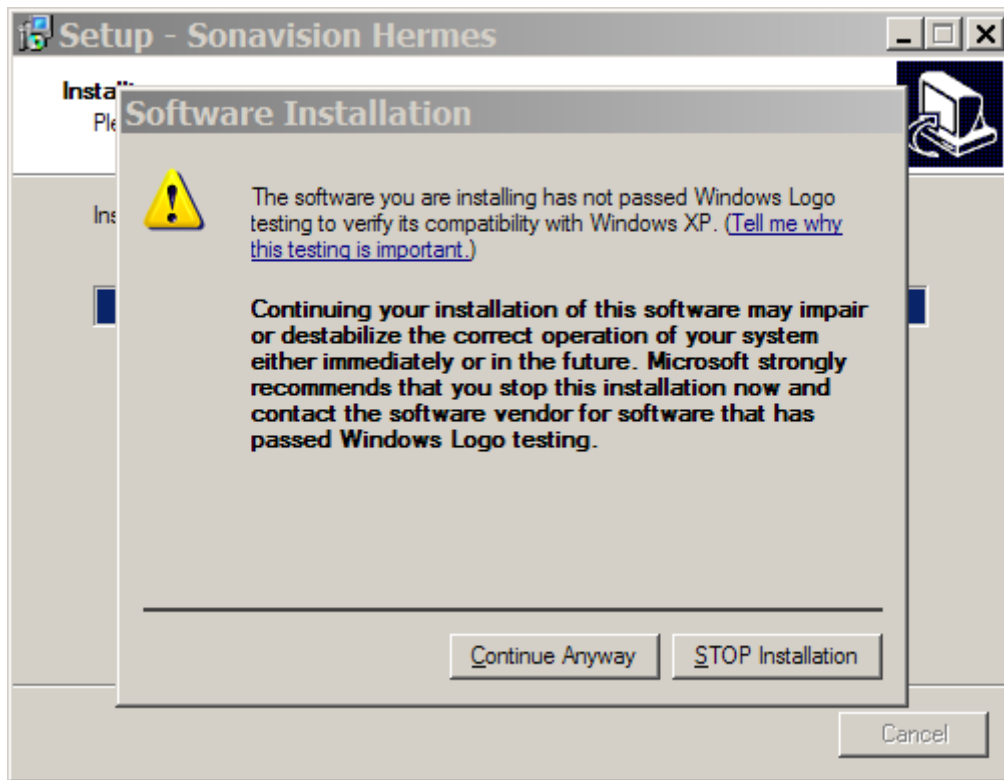 Setup - Sonavision Hermes
Software Installation
The software you are installing has not passed Windows Logo
testing to verify its compatibility with Windows XP. (Tell me why
this testing is important.)
Continuing your installation of this software may impair
or destabilize the correct operation of your system
either immediately or in the future. Microsoft strongly
recommends that you stop this installation now and
contact the software vendor for software that has
passed Windows Logo testing.
Continue Anyway
STOP Installation
Cancel